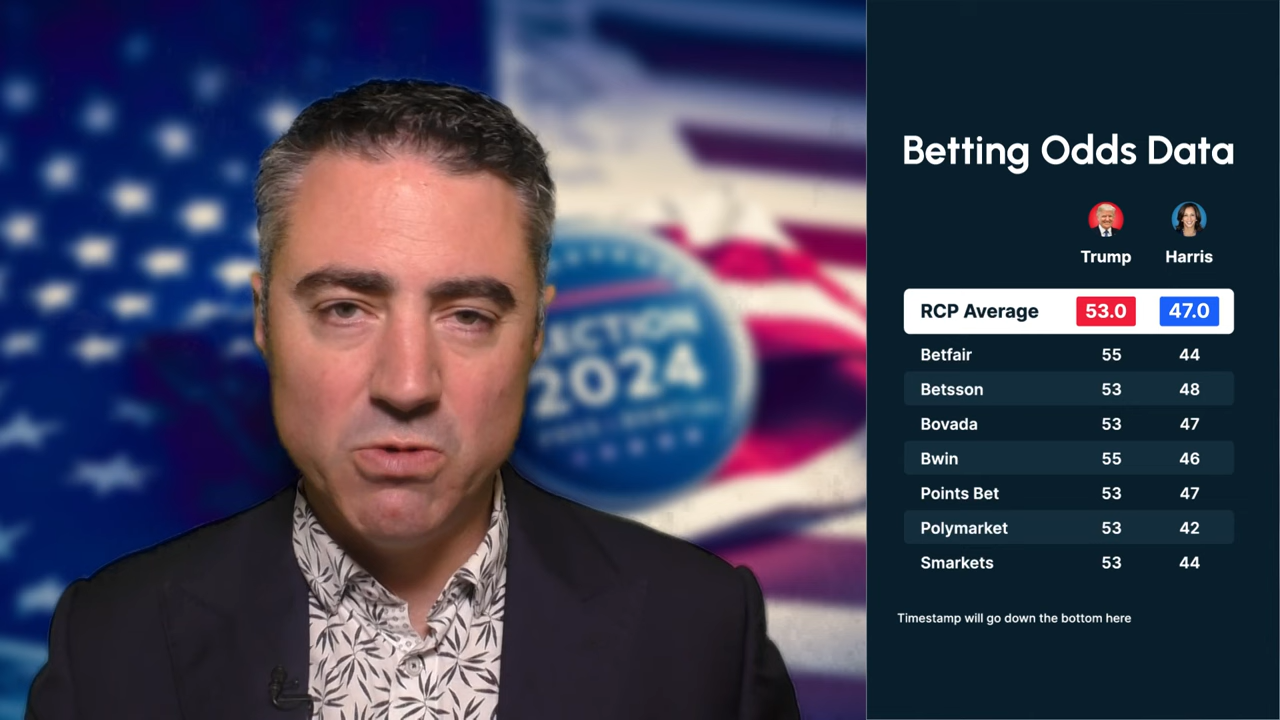 ECTION
2024
Betting Odds Data
Trump Harris
RCP Average 53.0 47.0
Betfair 55 44
Betsson 53 48
Bovada 53 47
Bwin 55 46
Points Bet 53 47
Polymarket 53 42
Smarkets 53 44
Timestamp will go down the bottom here